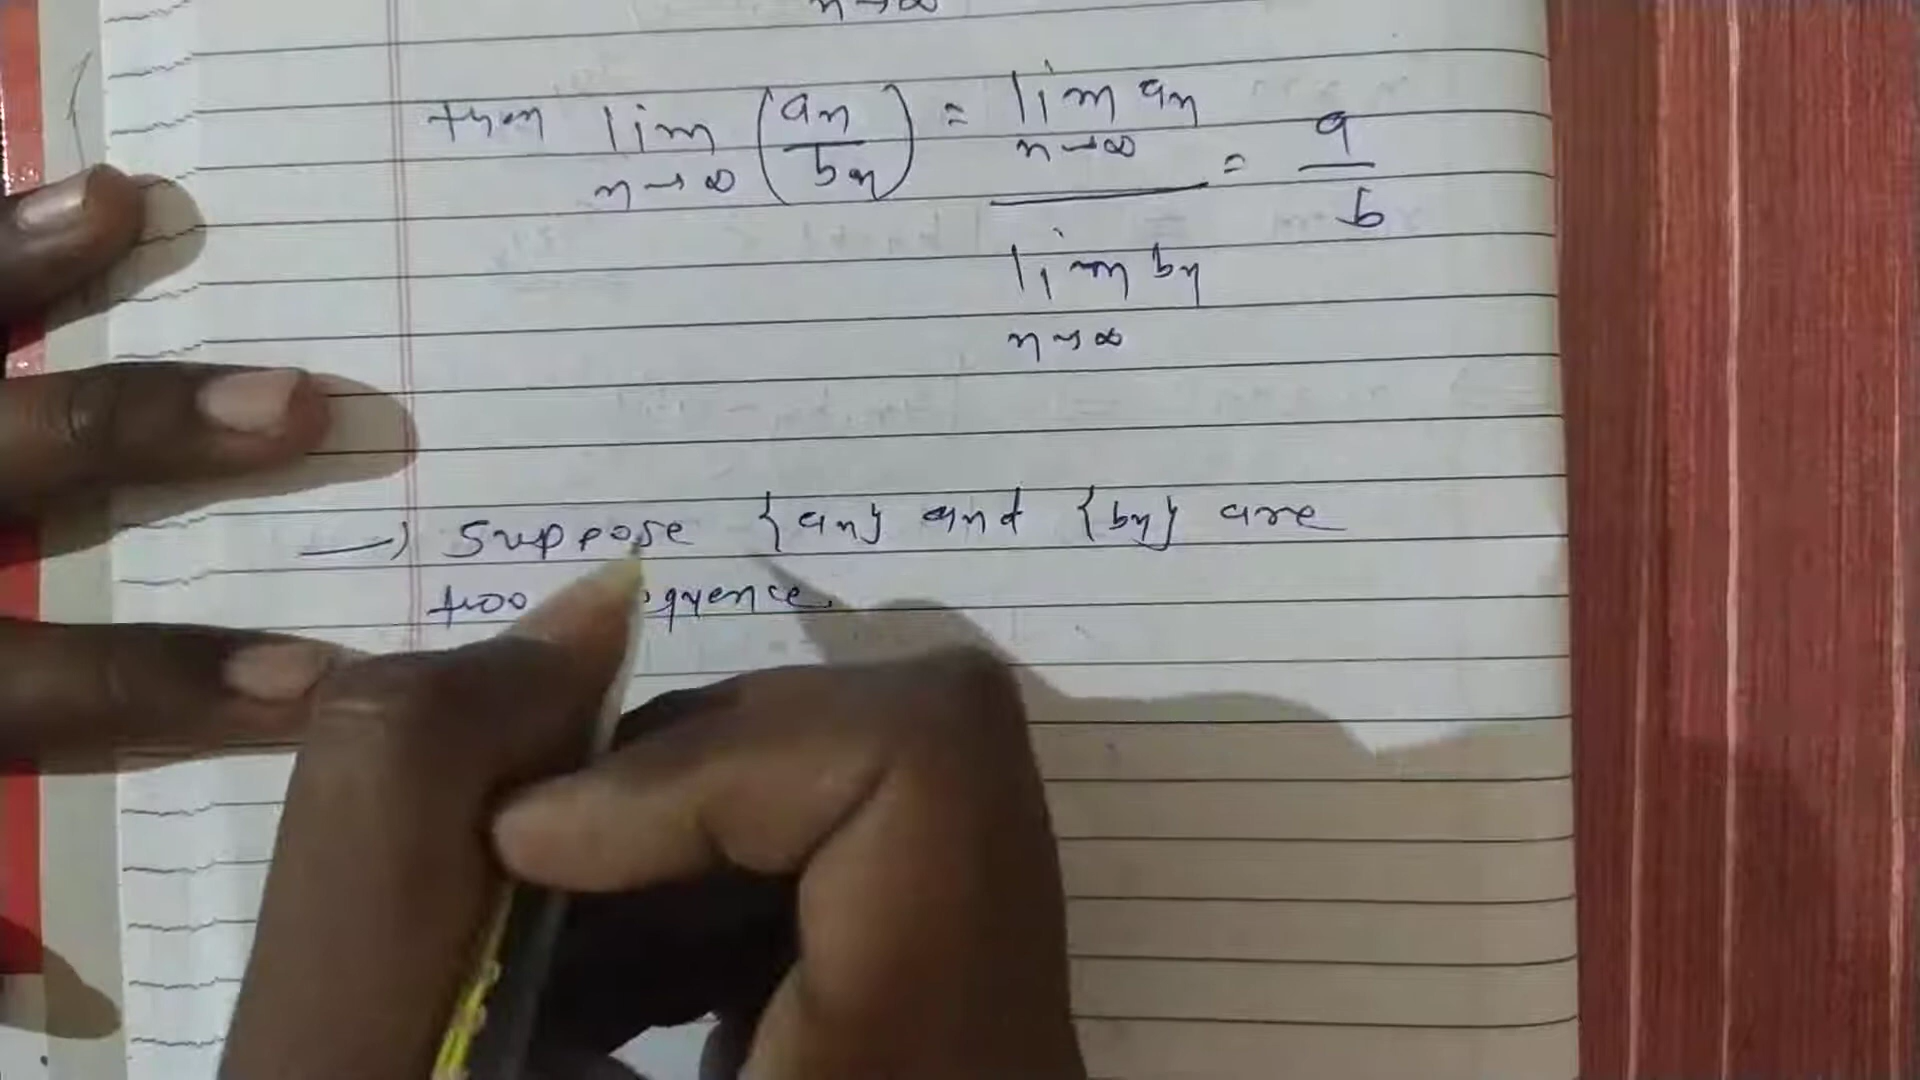 n→∞
then lim n→∞ (an/bn) = lim n→∞ an / lim n→∞ bn = a/b
→ Suppose {an} and {bn} are
two sequence.